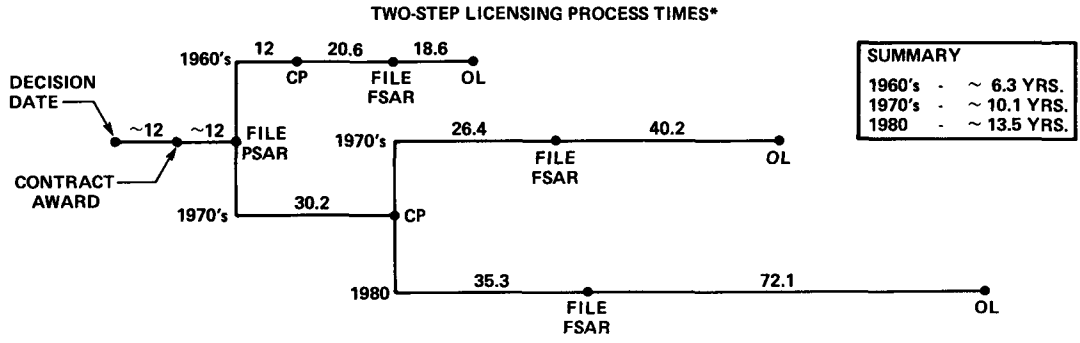 TWO-STEP LICENSING PROCESS TIMES*
1960's
12
20.6
18.6
CP
FILE
FSAR
OL
SUMMARY
1960's - ~ 6.3 YRS.
1970's - ~ 10.1 YRS.
1980 - ~ 13.5 YRS.
DECISION
DATE
~12
~12
FILE
PSAR
CONTRACT
AWARD
1970's
26.4
40.2
FILE
FSAR
OL
1970's
30.2
CP
1980
35.3
72.1
FILE
FSAR
OL